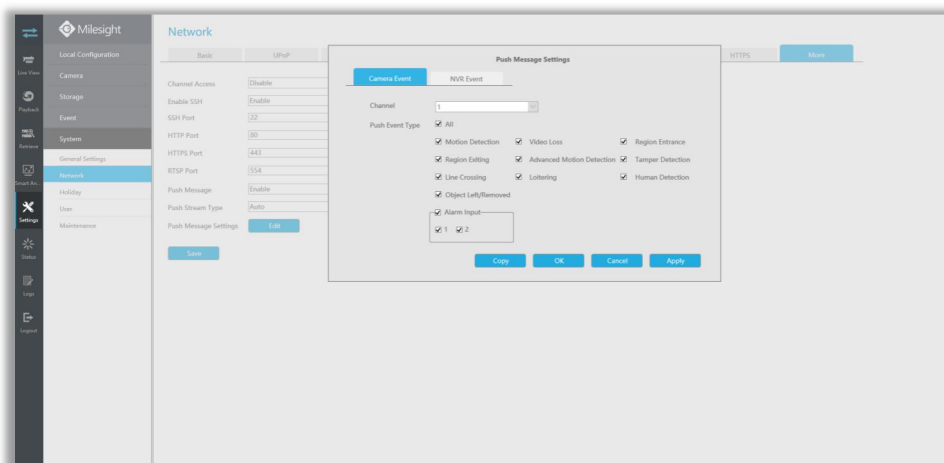 Milesight
Network
Local Configuration
Camera
Storage
Event
System
General Settings
Network
Holiday
User
Maintenance
Live View
Playback
Retrieve
Smart An...
Settings
Status
Logs
Logout
Basic
UPnP
HTTPS
More
Channel Access
Disable
Enable SSH
Enable
SSH Port
22
HTTP Port
80
HTTPS Port
443
RTSP Port
554
Push Message
Enable
Push Stream Type
Auto
Push Message Settings
Edit
Save
Push Message Settings
Camera Event
NVR Event
Channel
1
Push Event Type
All
Motion Detection
Video Loss
Region Entrance
Region Exiting
Advanced Motion Detection
Tamper Detection
Line Crossing
Loitering
Human Detection
Object Left/Removed
Alarm Input
1
2
Copy
OK
Cancel
Apply